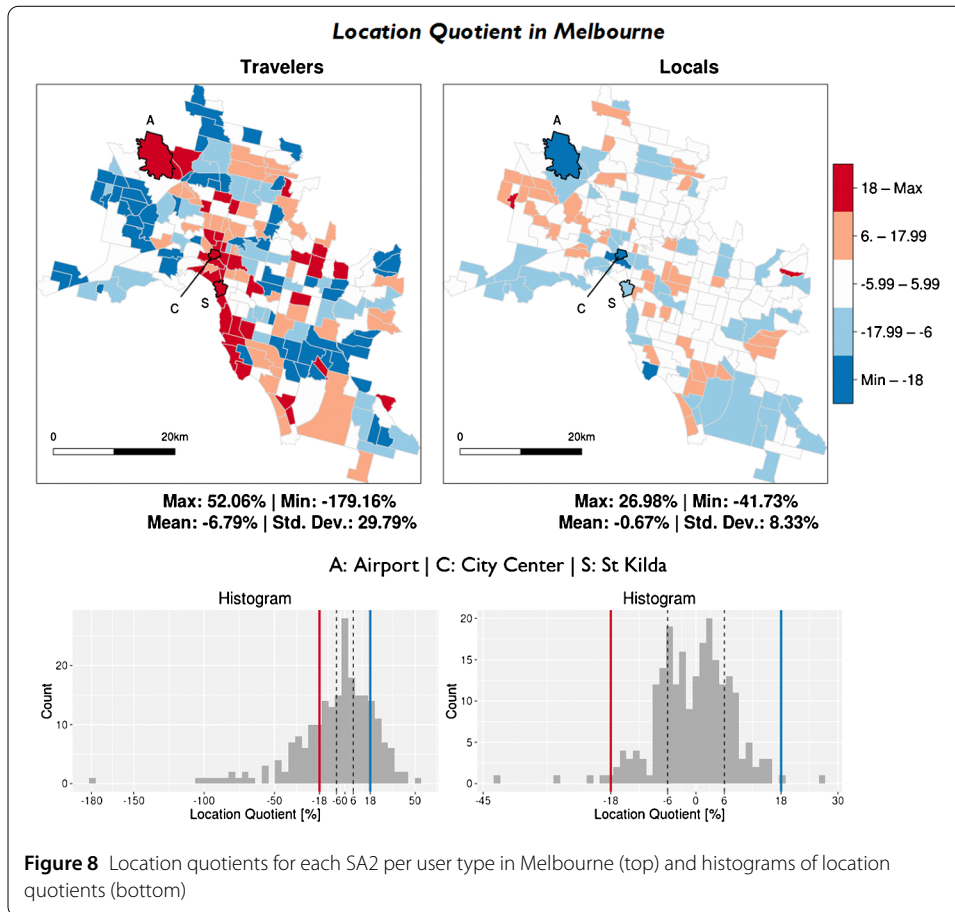 Location Quotient in Melbourne
Travelers
Locals
A
C
S
0
20km
A
C
S
0
20km
18 – Max
6. – 17.99
-5.99 – 5.99
-17.99 – -6
Min – -18
Max: 52.06% | Min: -179.16%
Mean: -6.79% | Std. Dev.: 29.79%
Max: 26.98% | Min: -41.73%
Mean: -0.67% | Std. Dev.: 8.33%
A: Airport | C: City Center | S: St Kilda
Histogram
Count
20
10
0
-180 -150 -100 -50 -18 -6 0 6 18 50
Location Quotient [%]
Histogram
Count
20
15
10
5
0
-45 -18 -6 0 6 18 30
Location Quotient [%]
Figure 8 Location quotients for each SA2 per user type in Melbourne (top) and histograms of location
quotients (bottom)